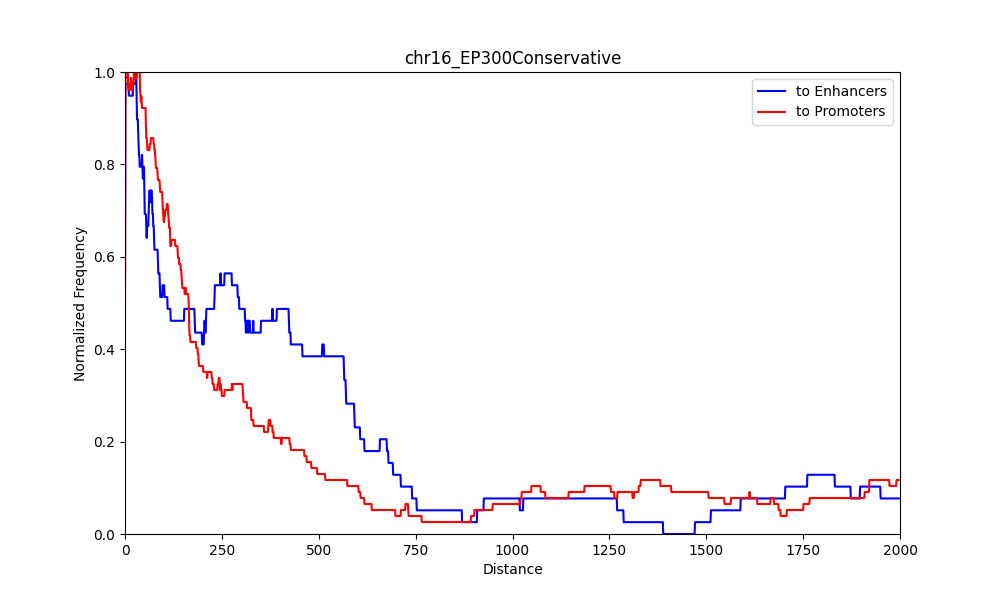 chr16_EP300Conservative
to Enhancers
to Promoters
Normalized Frequency
1.0
0.8
0.6
0.4
0.2
0.0
0 250 500 750 1000 1250 1500 1750 2000
Distance